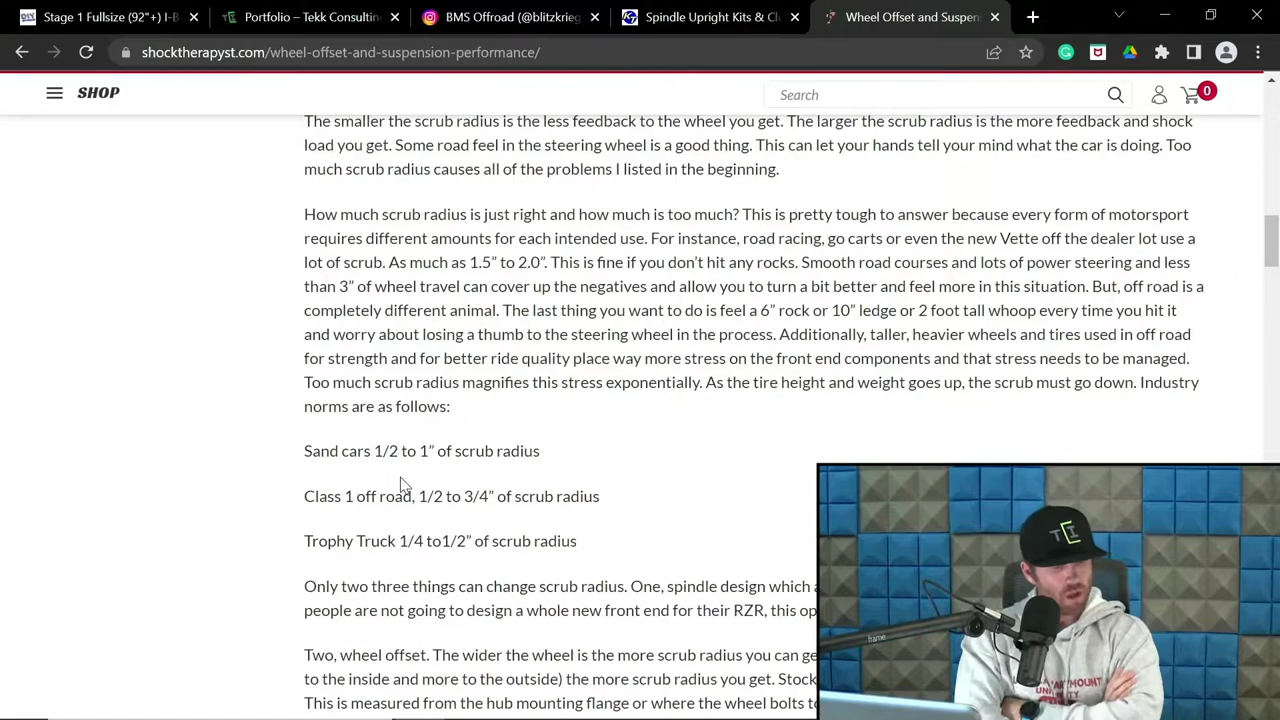 Stage 1 Fullsize (92"+) I-B
Portfolio – Tekk Consultin
BMS Offroad (@blitzkrieg
Spindle Upright Kits & Cl
Wheel Offset and Suspen
shocktherapyst.com/wheel-offset-and-suspension-performance/
SHOP
Search
0
The smaller the scrub radius is the less feedback to the wheel you get. The larger the scrub radius is the more feedback and shock
load you get. Some road feel in the steering wheel is a good thing. This can let your hands tell your mind what the car is doing. Too
much scrub radius causes all of the problems I listed in the beginning.
How much scrub radius is just right and how much is too much? This is pretty tough to answer because every form of motorsport
requires different amounts for each intended use. For instance, road racing, go carts or even the new Vette off the dealer lot use a
lot of scrub. As much as 1.5” to 2.0”. This is fine if you don’t hit any rocks. Smooth road courses and lots of power steering and less
than 3” of wheel travel can cover up the negatives and allow you to turn a bit better and feel more in this situation. But, off road is a
completely different animal. The last thing you want to do is feel a 6” rock or 10” ledge or 2 foot tall whoop every time you hit it
and worry about losing a thumb to the steering wheel in the process. Additionally, taller, heavier wheels and tires used in off road
for strength and for better ride quality place way more stress on the front end components and that stress needs to be managed.
Too much scrub radius magnifies this stress exponentially. As the tire height and weight goes up, the scrub must go down. Industry
norms are as follows:
Sand cars 1/2 to 1” of scrub radius
Class 1 off road, 1/2 to 3/4” of scrub radius
Trophy Truck 1/4 to1/2” of scrub radius
Only two three things can change scrub radius. One, spindle design which a
people are not going to design a whole new front end for their RZR, this op
Two, wheel offset. The wider the wheel is the more scrub radius you can ge
to the inside and more to the outside) the more scrub radius you get. Stock
This is measured from the hub mounting flange or where the wheel bolts to
frame